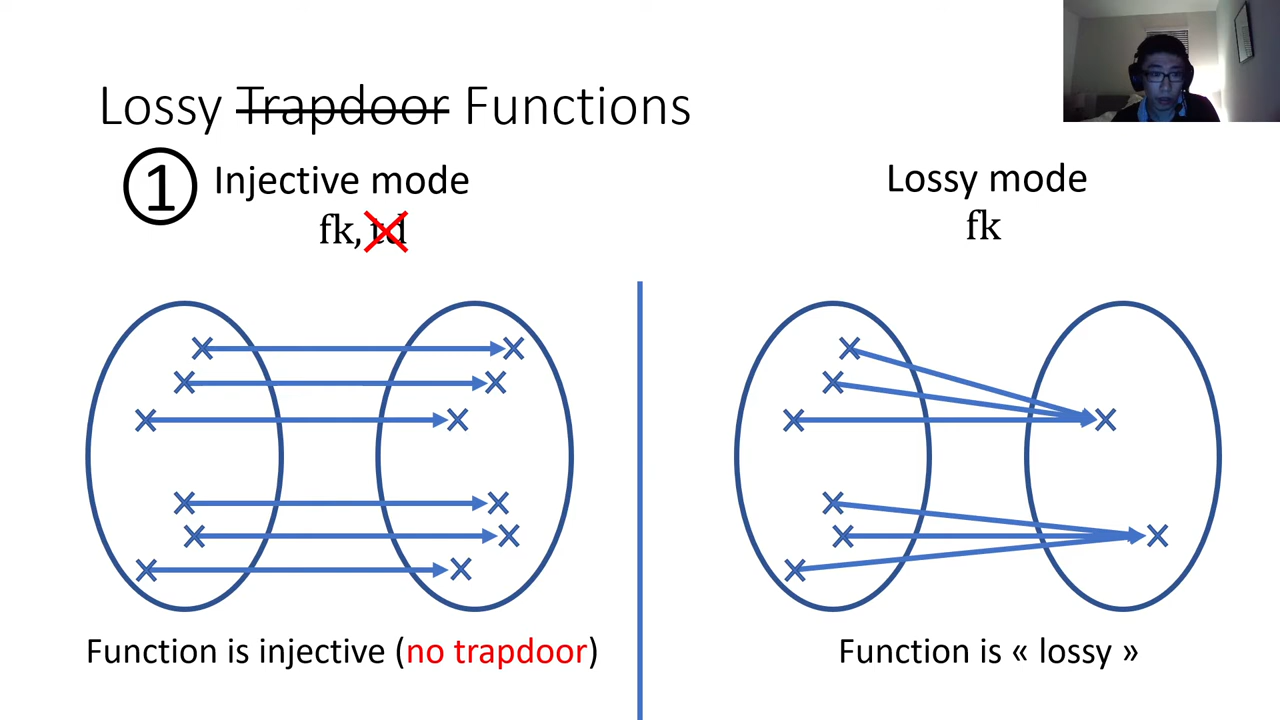 Lossy Trapdoor Functions
1 Injective mode
fk, td
Lossy mode
fk
Function is injective (no trapdoor)
Function is « lossy »